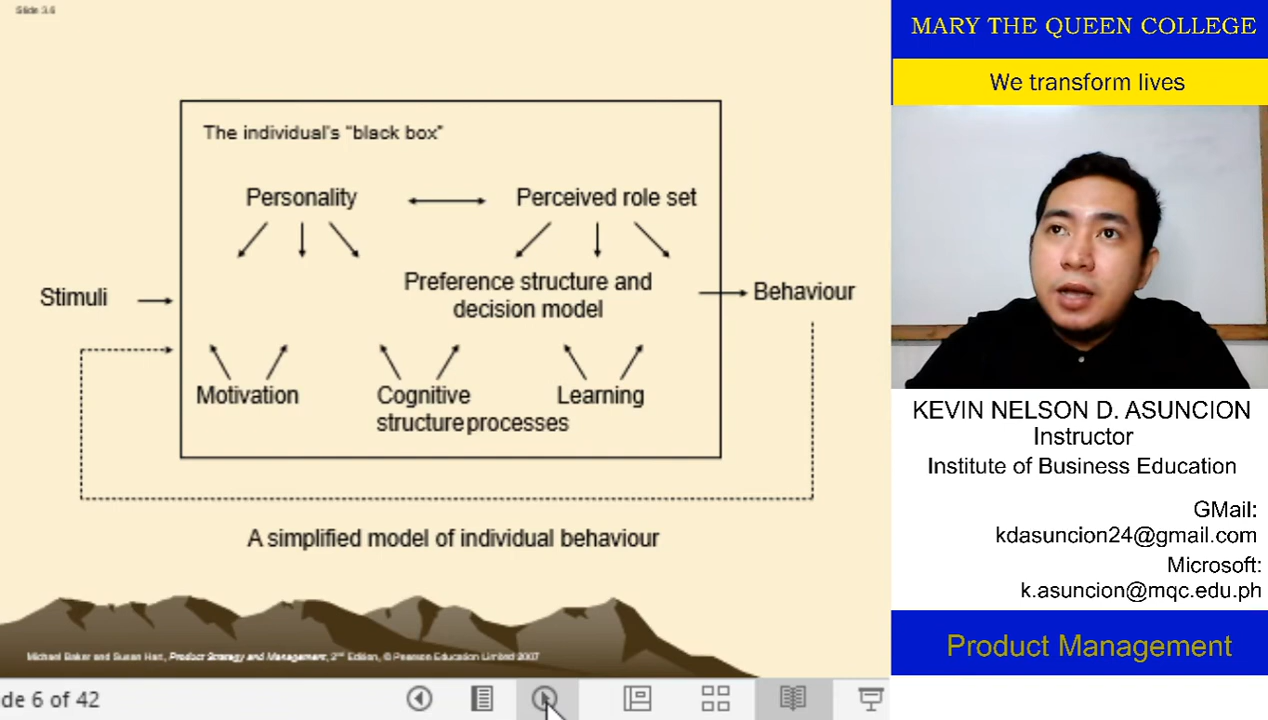 Slide 3.6
The individual's "black box"
Personality
Perceived role set
Preference structure and
decision model
Stimuli
Behaviour
Motivation
Cognitive
structure processes
Learning
A simplified model of individual behaviour
Michael Baker and Susan Hart, Product Strategy and Management, 2nd Edition, © Pearson Education Limited 2007
de 6 of 42
MARY THE QUEEN COLLEGE
We transform lives
KEVIN NELSON D. ASUNCION
Instructor
Institute of Business Education
GMail:
kdasuncion24@gmail.com
Microsoft:
k.asuncion@mqc.edu.ph
Product Management